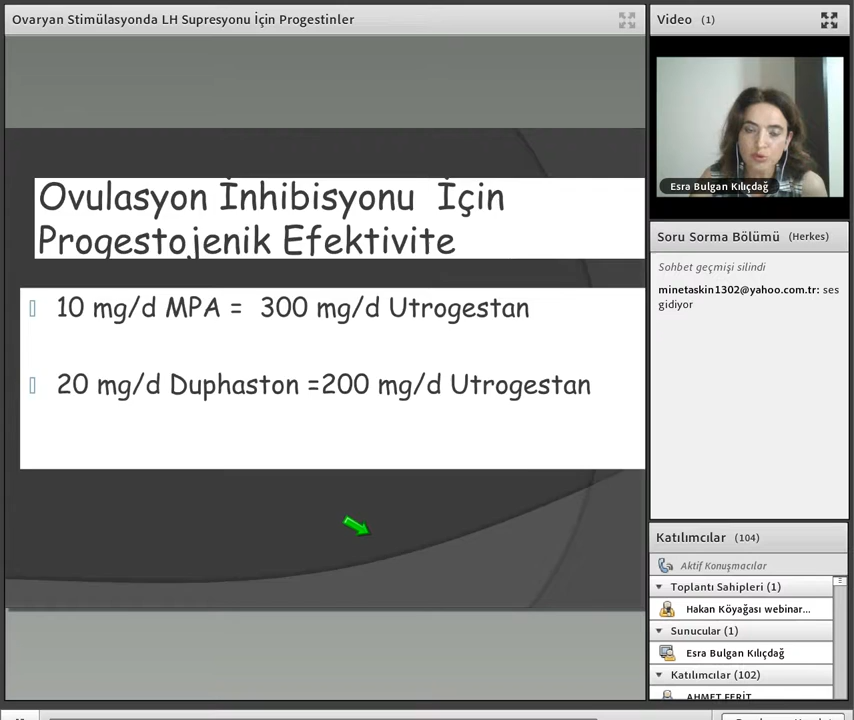 Ovaryan Stimülasyonda LH Supresyonu İçin Progestinler
Ovulasyon İnhibisyonu İçin
Progestojenik Efektivite
10 mg/d MPA = 300 mg/d Utrogestan
20 mg/d Duphaston =200 mg/d Utrogestan
Video (1)
Esra Bulgan Kılıçdağ
Soru Sorma Bölümü (Herkes)
Sohbet geçmişi silindi
minetaskin1302@yahoo.com.tr: ses
gidiyor
Katılımcılar (104)
Aktif Konuşmacılar
Toplantı Sahipleri (1)
Hakan Köyağası webinar...
Sunucular (1)
Esra Bulgan Kılıçdağ
Katılımcılar (102)
AHMET FERİT